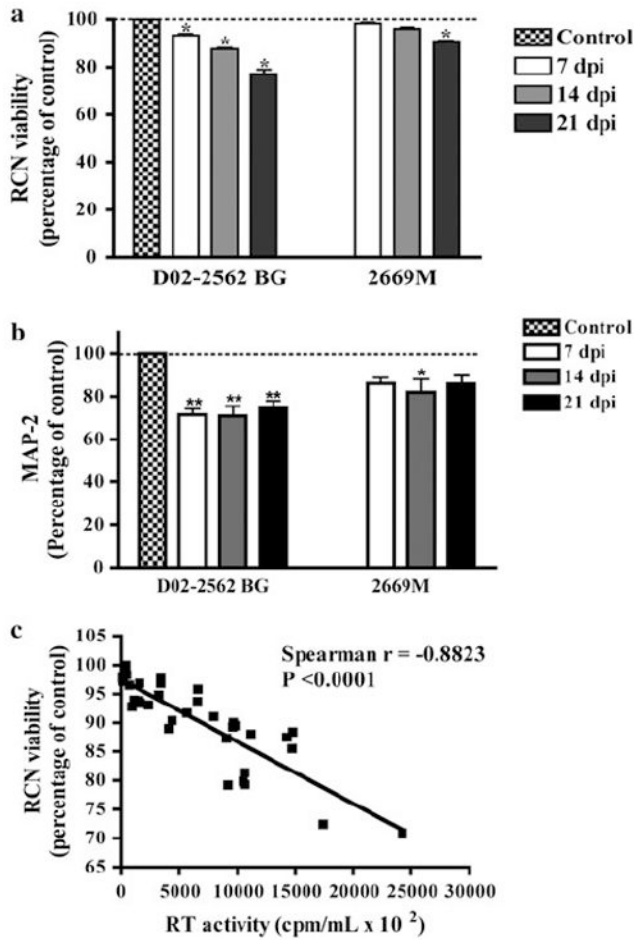 a
RCN viability
(percentage of control)
100
80
60
40
20
0
*
*
*
*
D02-2562 BG
2669M
Control
7 dpi
14 dpi
21 dpi
b
MAP-2
(Percentage of control)
100
80
60
40
20
0
**
**
**
*
D02-2562 BG
2669M
Control
7 dpi
14 dpi
21 dpi
c
RCN viability
(percentage of control)
105
100
95
90
85
80
75
70
65
Spearman r = -0.8823
P <0.0001
0
5000
10000
15000
20000
25000
30000
RT activity (cpm/mL x 10²)